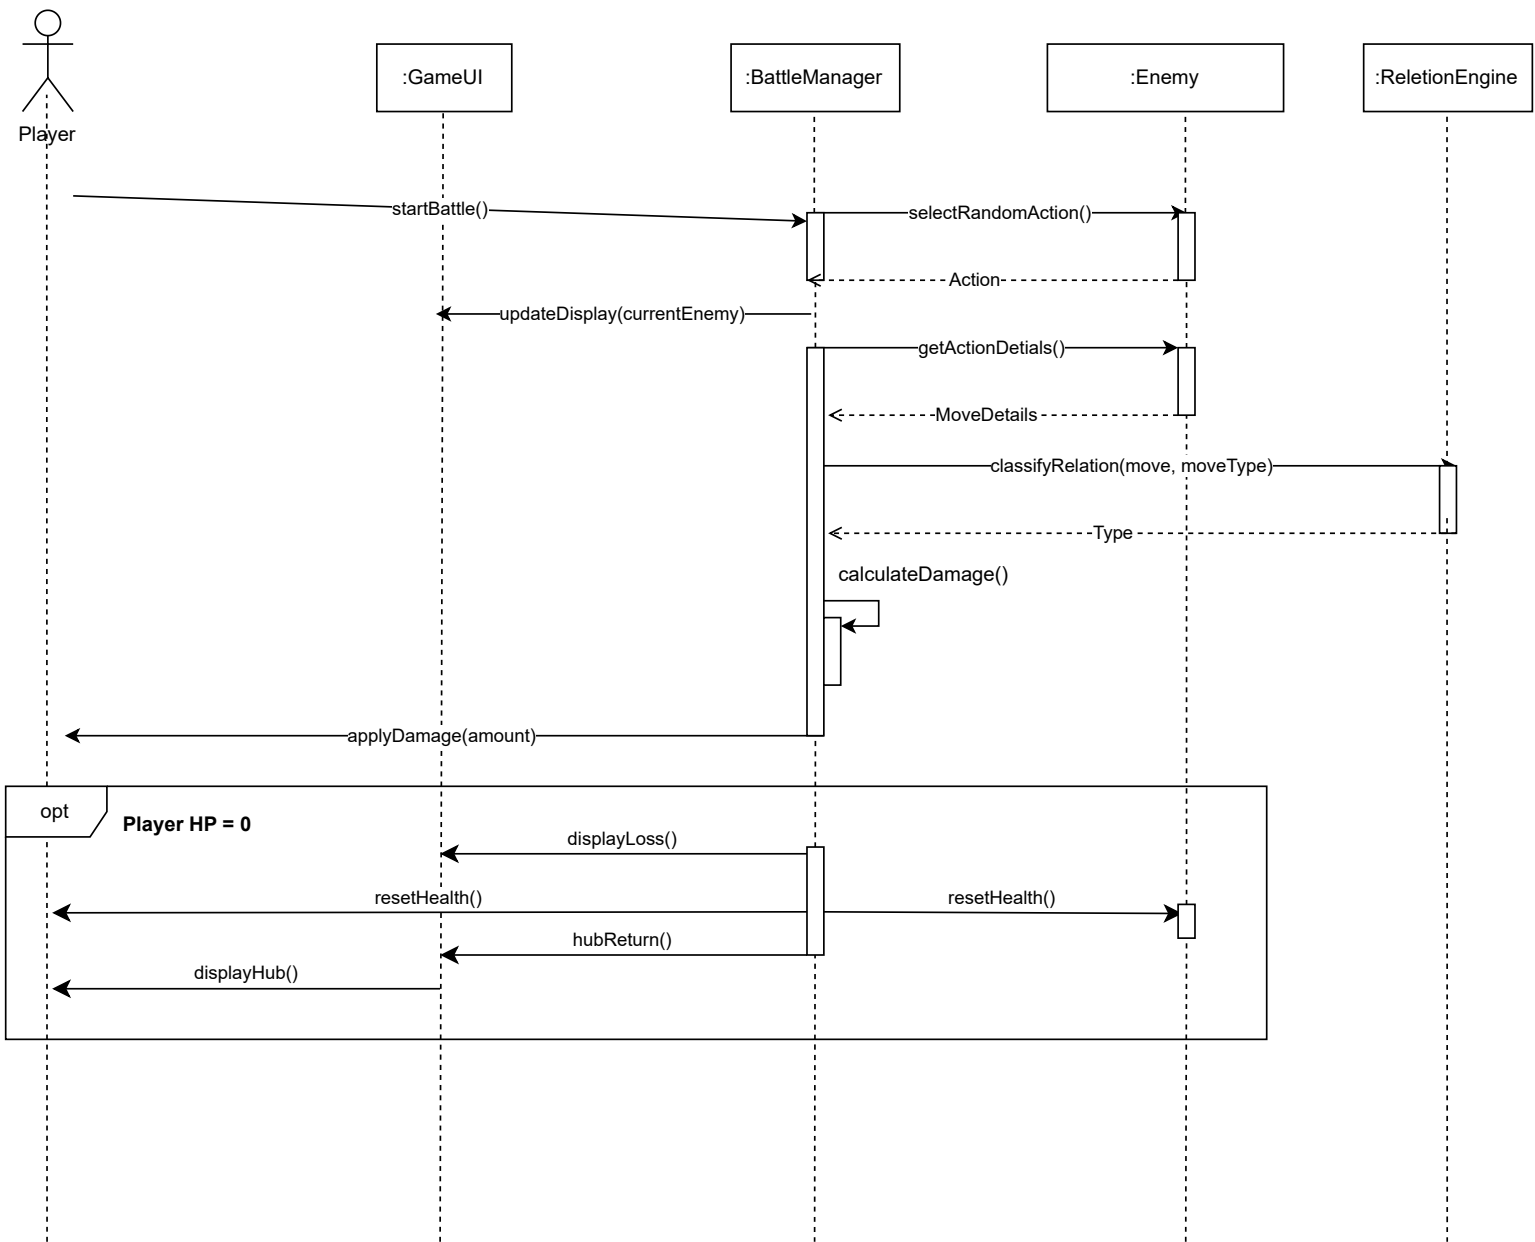 Player
:GameUI
:BattleManager
:Enemy
:ReletionEngine
startBattle()
selectRandomAction()
Action
updateDisplay(currentEnemy)
getActionDetials()
MoveDetails
classifyRelation(move, moveType)
Type
calculateDamage()
applyDamage(amount)
opt
Player HP = 0
displayLoss()
resetHealth()
resetHealth()
hubReturn()
displayHub()